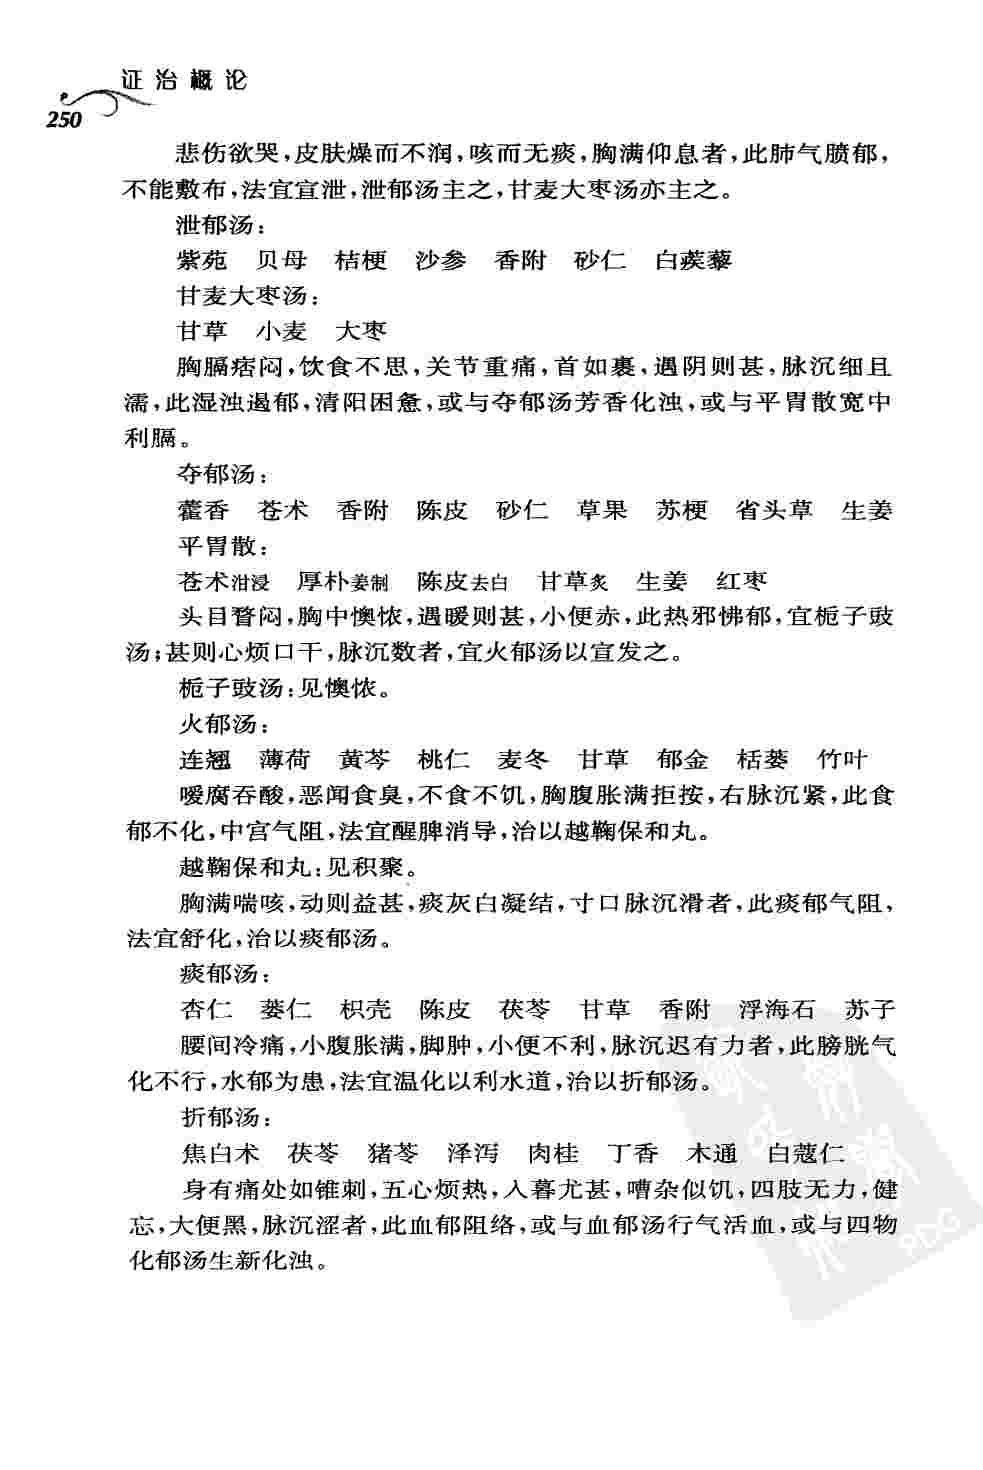 证治概论
250
悲伤欲哭,皮肤燥而不润,咳而无痰,胸满仰息者,此肺气膹郁,
不能敷布,法宜宣泄,泄郁汤主之,甘麦大枣汤亦主之。
泄郁汤:
紫苑　贝母　桔梗　沙参　香附　砂仁　白蒺藜
甘麦大枣汤:
甘草　小麦　大枣
胸膈痞闷,饮食不思,关节重痛,首如裹,遇阴则甚,脉沉细且
濡,此湿浊遏郁,清阳困惫,或与夺郁汤芳香化浊,或与平胃散宽中
利膈。
夺郁汤:
藿香　苍术　香附　陈皮　砂仁　草果　苏梗　省头草　生姜
平胃散:
苍术泔浸　厚朴姜制　陈皮去白　甘草炙　生姜　红枣
头目瞀闷,胸中懊侬,遇暖则甚,小便赤,此热邪怫郁,宜栀子豉
汤;甚则心烦口干,脉沉数者,宜火郁汤以宣发之。
栀子豉汤:见懊侬。
火郁汤:
连翘　薄荷　黄芩　桃仁　麦冬　甘草　郁金　栝蒌　竹叶
嗳腐吞酸,恶闻食臭,不食不饥,胸腹胀满拒按,右脉沉紧,此食
郁不化,中宫气阻,法宜醒脾消导,治以越鞠保和丸。
越鞠保和丸:见积聚。
胸满喘咳,动则益甚,痰灰白凝结,寸口脉沉滑者,此痰郁气阻,
法宜舒化,治以痰郁汤。
痰郁汤:
杏仁　蒌仁　枳壳　陈皮　茯苓　甘草　香附　浮海石　苏子
腰间冷痛,小腹胀满,脚肿,小便不利,脉沉迟有力者,此膀胱气
化不行,水郁为患,法宜温化以利水道,治以折郁汤。
折郁汤:
焦白术　茯苓　猪苓　泽泻　肉桂　丁香　木通　白蔻仁
身有痛处如锥刺,五心烦热,入暮尤甚,嘈杂似饥,四肢无力,健
忘,大便黑,脉沉涩者,此血郁阻络,或与血郁汤行气活血,或与四物
化郁汤生新化浊。
PDG